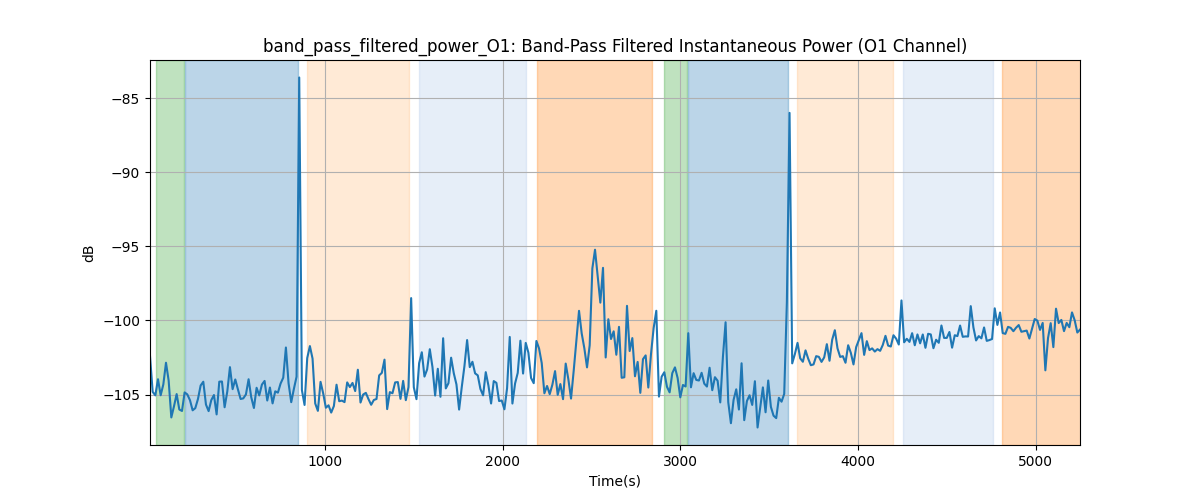 band_pass_filtered_power_O1: Band-Pass Filtered Instantaneous Power (O1 Channel)
−85
−90
−95
−100
−105
dB
1000 2000 3000 4000 5000
Time(s)